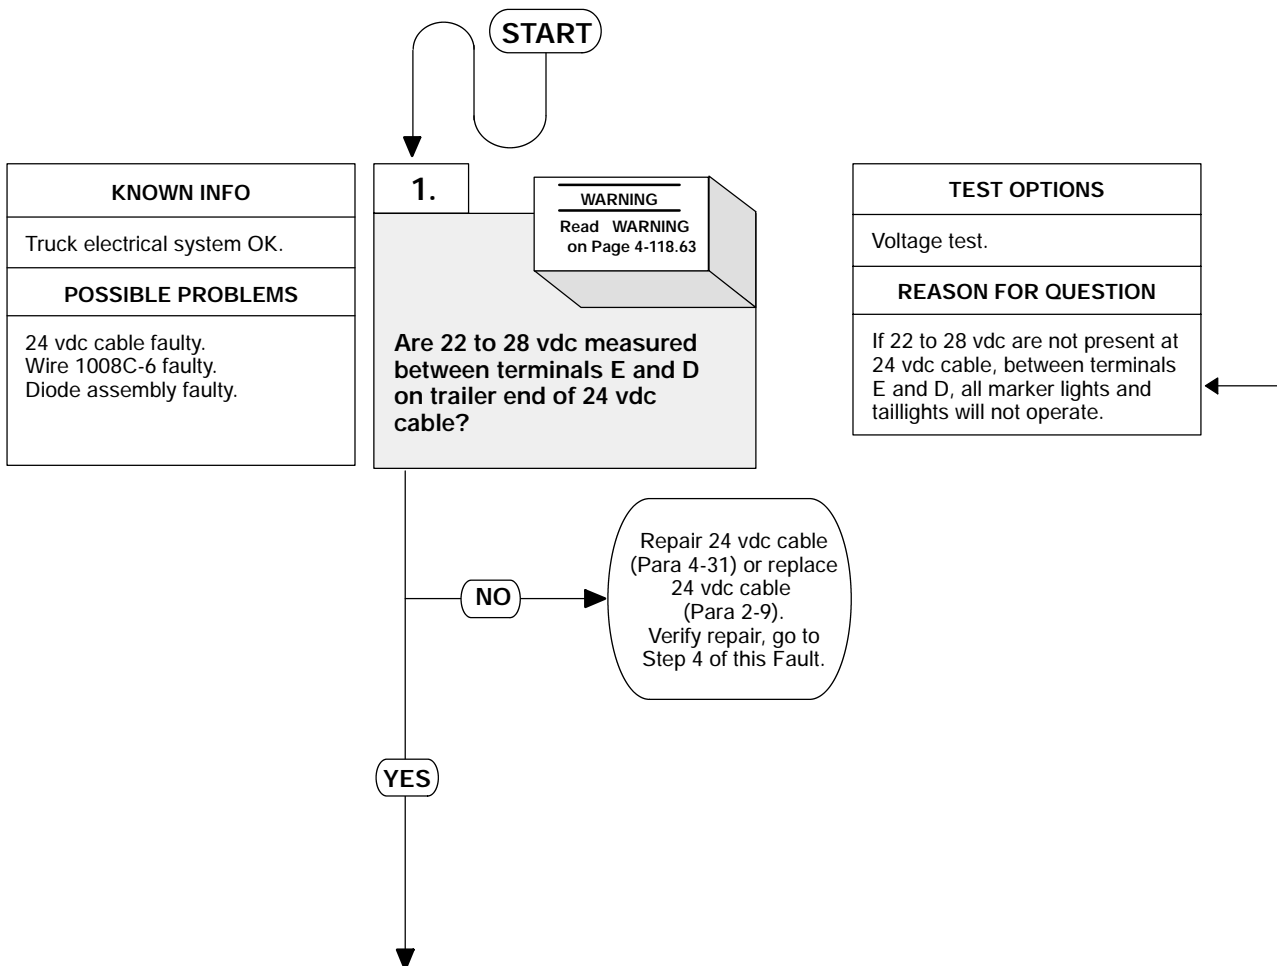 START
KNOWN INFO
Truck electrical system OK.
POSSIBLE PROBLEMS
24 vdc cable faulty.
Wire 1008C-6 faulty.
Diode assembly faulty.
1.
WARNING
Read WARNING
on Page 4-118.63
Are 22 to 28 vdc measured
between terminals E and D
on trailer end of 24 vdc
cable?
TEST OPTIONS
Voltage test.
REASON FOR QUESTION
If 22 to 28 vdc are not present at
24 vdc cable, between terminals
E and D, all marker lights and
taillights will not operate.
NO
Repair 24 vdc cable
(Para 4-31) or replace
24 vdc cable
(Para 2-9).
Verify repair, go to
Step 4 of this Fault.
YES